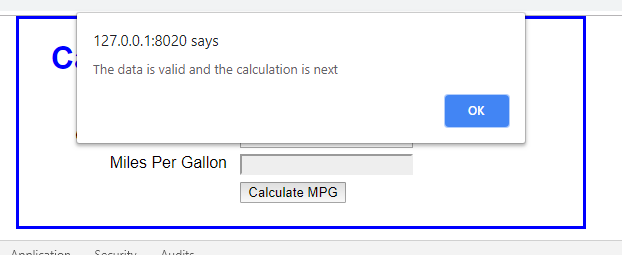 127.0.0.1:8020 says
The data is valid and the calculation is next
OK
Miles Per Gallon
Calculate MPG
Application Security Audits